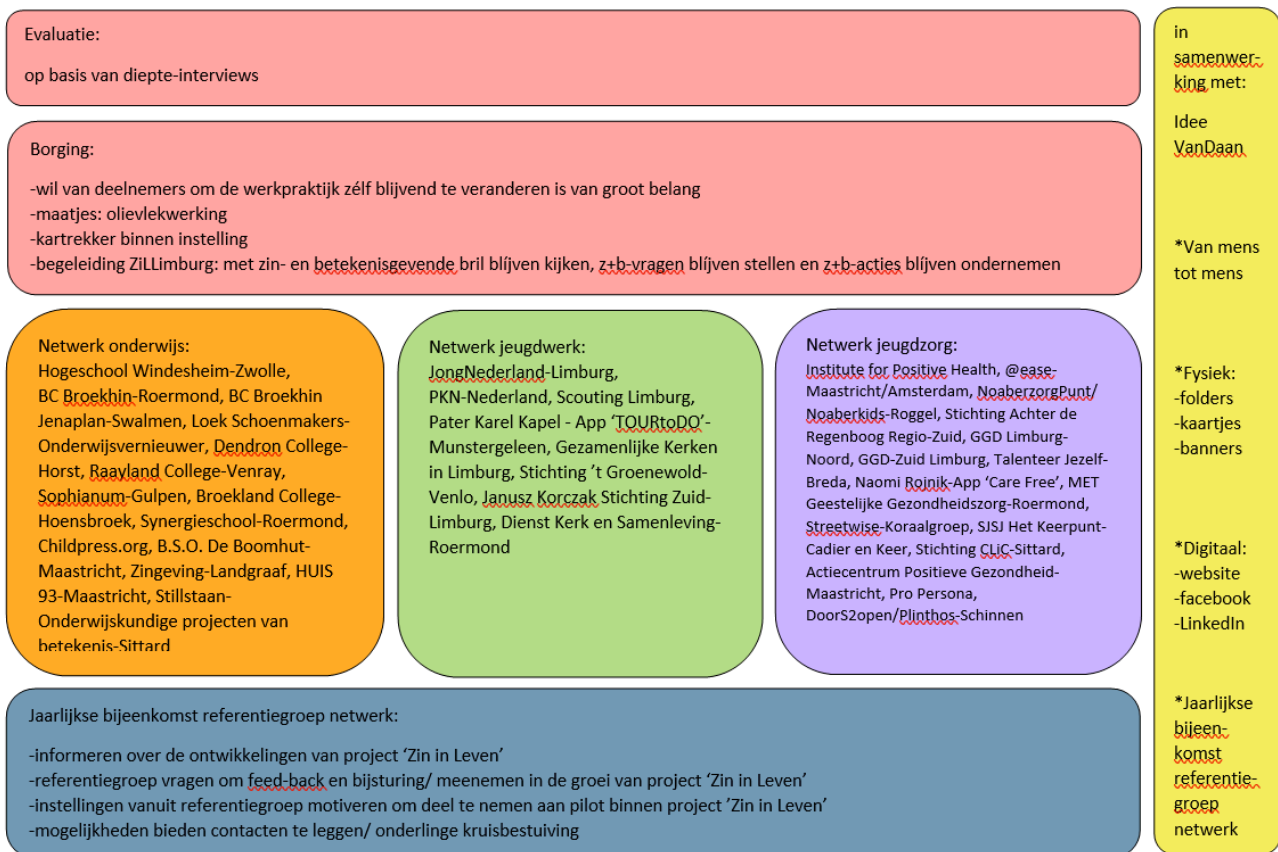 Evaluatie:
op basis van diepte-interviews
Borging:
-wil van deelnemers om de werkpraktijk zélf blijvend te veranderen is van groot belang
-maatjes: olievlekwerking
-kartrekker binnen instelling
-begeleiding ZiLLimburg: met zin- en betekenisgevende bril blíjven kijken, z+b-vragen blíjven stellen en z+b-acties blíjven ondernemen
Netwerk onderwijs:
Hogeschool Windesheim-Zwolle,
BC Broekhin-Roermond, BC Broekhin
Jenaplan-Swalmen, Loek Schoenmakers-
Onderwijsvernieuwer, Dendron College-
Horst, Raayland College-Venray,
Sophianum-Gulpen, Broekland College-
Hoensbroek, Synergieschool-Roermond,
Childpress.org, B.S.O. De Boomhut-
Maastricht, Zingeving-Landgraaf, HUIS
93-Maastricht, Stillstaan-
Onderwijskundige projecten van
betekenis-Sittard
Netwerk jeugdwerk:
JongNederland-Limburg,
PKN-Nederland, Scouting Limburg,
Pater Karel Kapel - App ‘TOURtoDO’-
Munstergeleen, Gezamenlijke Kerken
in Limburg, Stichting ’t Groenewold-
Venlo, Janusz Korczak Stichting Zuid-
Limburg, Dienst Kerk en Samenleving-
Roermond
Netwerk jeugdzorg:
Institute for Positive Health, @ease-
Maastricht/Amsterdam, NoaberzorgPunt/
Noaberkids-Roggel, Stichting Achter de
Regenboog Regio-Zuid, GGD Limburg-
Noord, GGD-Zuid Limburg, Talenteer Jezelf-
Breda, Naomi Rojnik-App ‘Care Free’, MET
Geestelijke Gezondheidszorg-Roermond,
Streetwise-Koraalgroep, SJSJ Het Keerpunt-
Cadier en Keer, Stichting CLiC-Sittard,
Actiecentrum Positieve Gezondheid-
Maastricht, Pro Persona,
DoorS2open/Plinthos-Schinnen
Jaarlijkse bijeenkomst referentiegroep netwerk:
-informeren over de ontwikkelingen van project ‘Zin in Leven’
-referentiegroep vragen om feed-back en bijsturing/ meenemen in de groei van project ‘Zin in Leven’
-instellingen vanuit referentiegroep motiveren om deel te nemen aan pilot binnen project ’Zin in Leven’
-mogelijkheden bieden contacten te leggen/ onderlinge kruisbestuiving
in
samenwer-
king met:
Idee
VanDaan
*Van mens
tot mens
*Fysiek:
-folders
-kaartjes
-banners
*Digitaal:
-website
-facebook
-LinkedIn
*Jaarlijkse
bijeen-
komst
referentie-
groep
netwerk